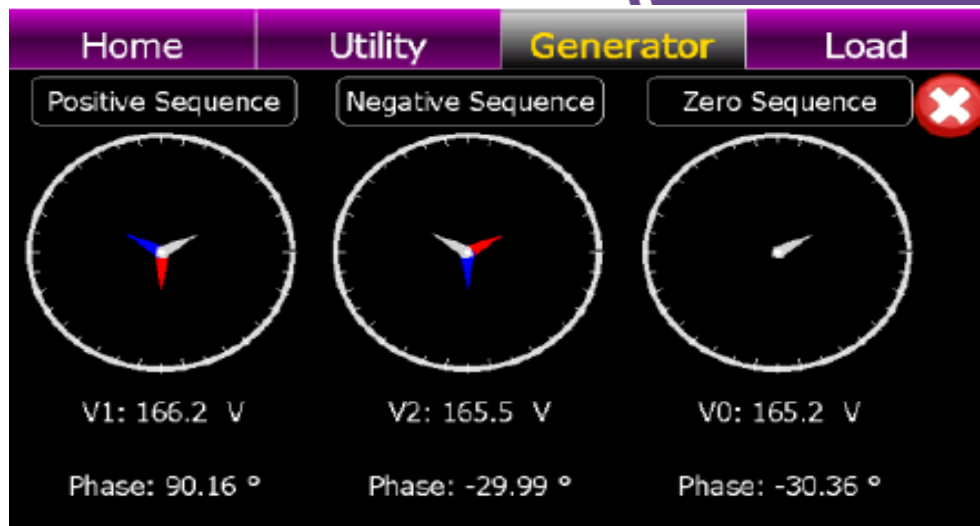 Home Utility Generator Load
Positive Sequence Negative Sequence Zero Sequence
V1: 166.2 V V2: 165.5 V V0: 165.2 V
Phase: 90.16 ° Phase: -29.99 ° Phase: -30.36 °